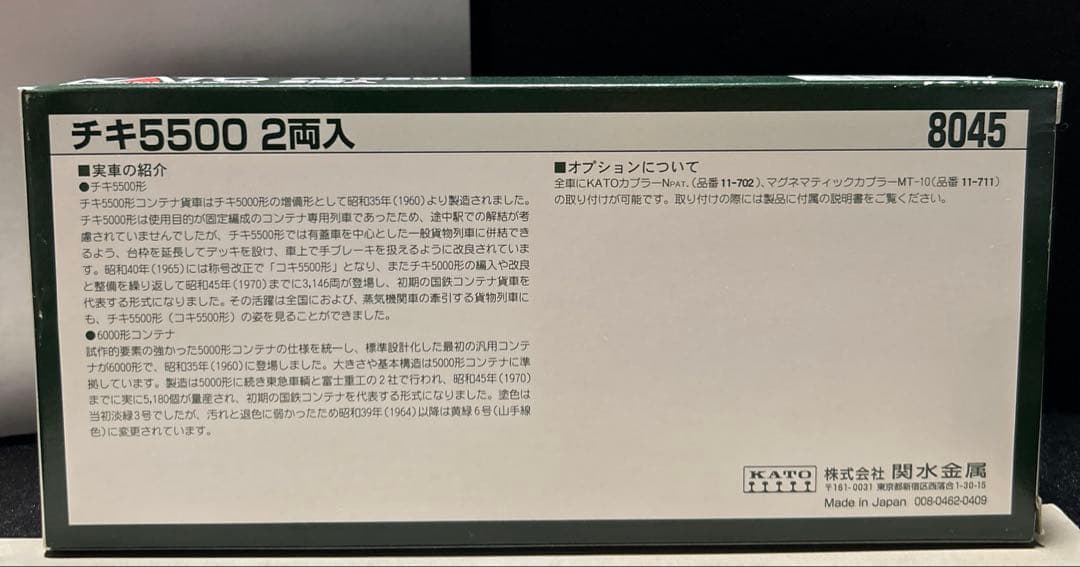 チキ5500 2両入
8045
■実車の紹介
●チキ5500形
チキ5500形コンテナ貨車はチキ5000形の増備形として昭和35年(1960)より製造されました。
チキ5000形は使用目的が固定編成のコンテナ専用列車であったため、途中駅での解結が考
慮されていませんでしたが、チキ5500形では有蓋車を中心とした一般貨物列車に併結でき
るよう、台枠を延長してデッキを設け、車上で手ブレーキを扱えるように改良されていま
す。昭和40年(1965)には称号改正で「コキ5500形」となり、またチキ5000形の編入や改良
と整備を繰り返して昭和45年(1970)までに3,146両が登場し、初期の国鉄コンテナ貨車を
代表する形式になりました。その活躍は全国におよび、蒸気機関車の牽引する貨物列車に
も、チキ5500形(コキ5500形)の姿を見ることができました。
●6000形コンテナ
試作的要素の強かった5000形コンテナの仕様を統一し、標準設計化した最初の汎用コンテ
ナが6000形で、昭和35年(1960)に登場しました。大きさや基本構造は5000形コンテナに準
拠しています。製造は5000形に続き東急車輌と富士重工の2社で行われ、昭和45年(1970)
までに実に5,180個が量産され、初期の国鉄コンテナを代表する形式になりました。塗色は
当初淡緑3号でしたが、汚れと退色に弱かったため昭和39年(1964)以降は黄緑6号(山手線
色)に変更されています。
■オプションについて
全車にKATOカプラーNPAT.(品番11-702)、マグネマティックカプラーMT-10(品番11-711)
の取り付けが可能です。取り付けの際には製品に付属の説明書をご覧ください。
KATO 株式会社 関水金属
〒161-0031 東京都新宿区西落合1-30-15
Made in Japan 008-0462-0409